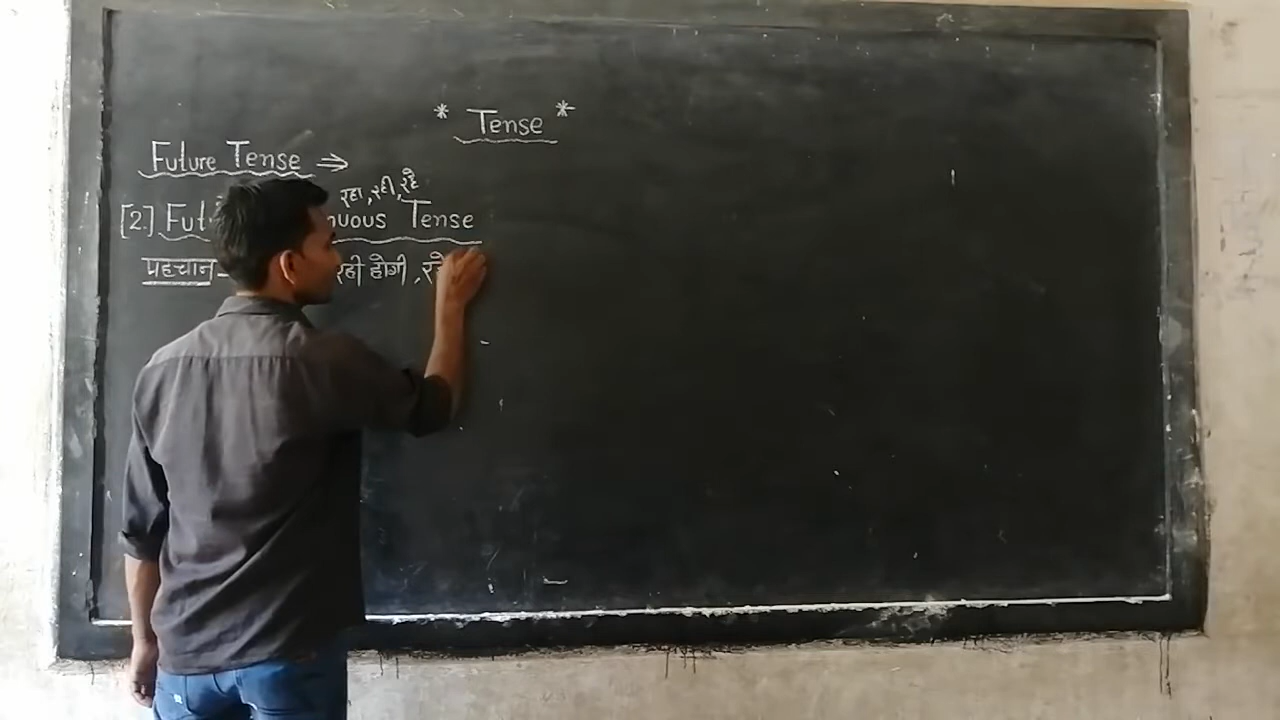 * Tense *
Future Tense ⇒
रहा, रही, रहे
[2.] Fut nuous Tense
पहचान - रही होगी, रहे